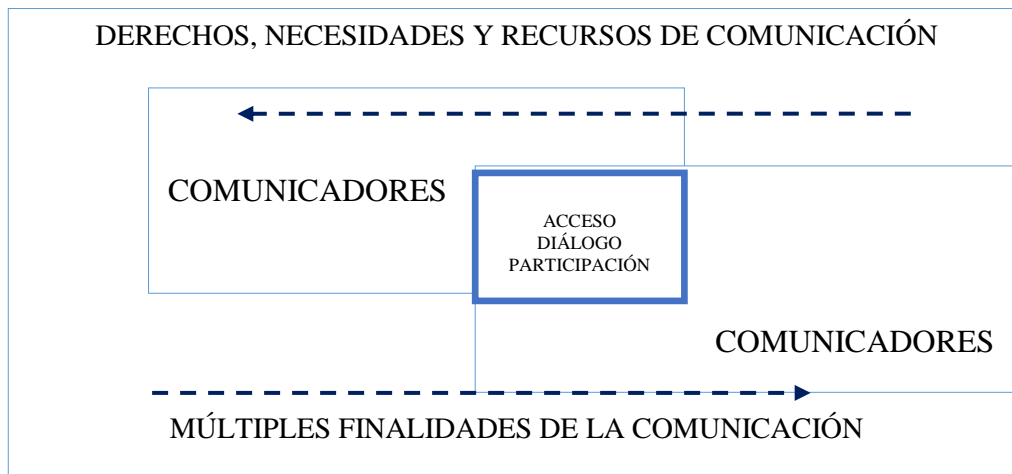 DERECHOS, NECESIDADES Y RECURSOS DE COMUNICACIÓN
COMUNICADORES
ACCESO
DIÁLOGO
PARTICIPACIÓN
COMUNICADORES
MÚLTIPLES FINALIDADES DE LA COMUNICACIÓN